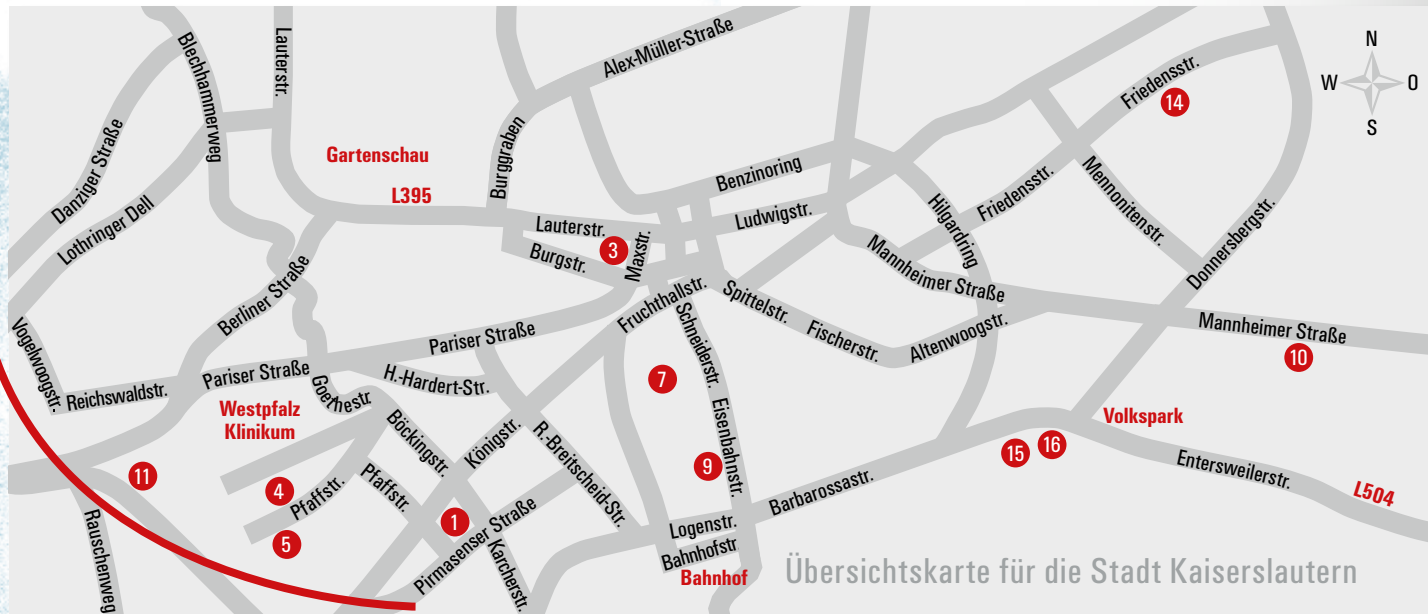 Blechhammerweg
Lauterstr.
Alex-Müller-Straße
Friedensstr.
14
N
W
O
S
Danziger Straße
Lothringer Dell
Gartenschau
L395
Burggraben
Benzinoring
Lauterstr.
3
Maxstr.
Burgstr.
Ludwigstr.
Hilgardring
Friedensstr.
Mennonitenstr.
Donnersbergstr.
Mannheimer Straße
Mannheimer Straße
10
Berliner Straße
Vogelwoogstr.
Reichswaldstr.
Pariser Straße
Pariser Straße
Fruchthallstr.
Spittelstr.
Fischerstr.
Altenwoogstr.
Schneiderstr.
Eisenbahnstr.
7
9
Goethestr
H.-Hardert-Str.
Westpfalz
Klinikum
Böckingstr.
Königstr.
R.-Breitscheid-Str.
Volkspark
15
16
Barbarossastr.
Entersweilerstr.
L504
11
4
Pfaffstr.
Pfaffstr.
5
1
Pirmasenser Straße
Karcherstr.
Rauschenweg
Logenstr.
Bahnhofstr
Bahnhof
Übersichtskarte für die Stadt Kaiserslautern